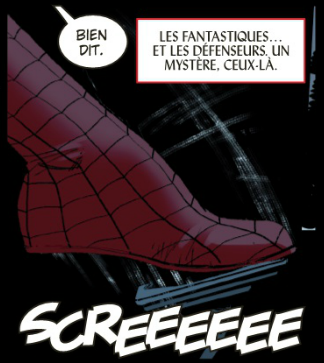 BIEN
DIT.
LES FANTASTIQUES...
ET LES DÉFENSEURS. UN
MYSTÈRE, CEUX-LÀ.
SCREEEEEE